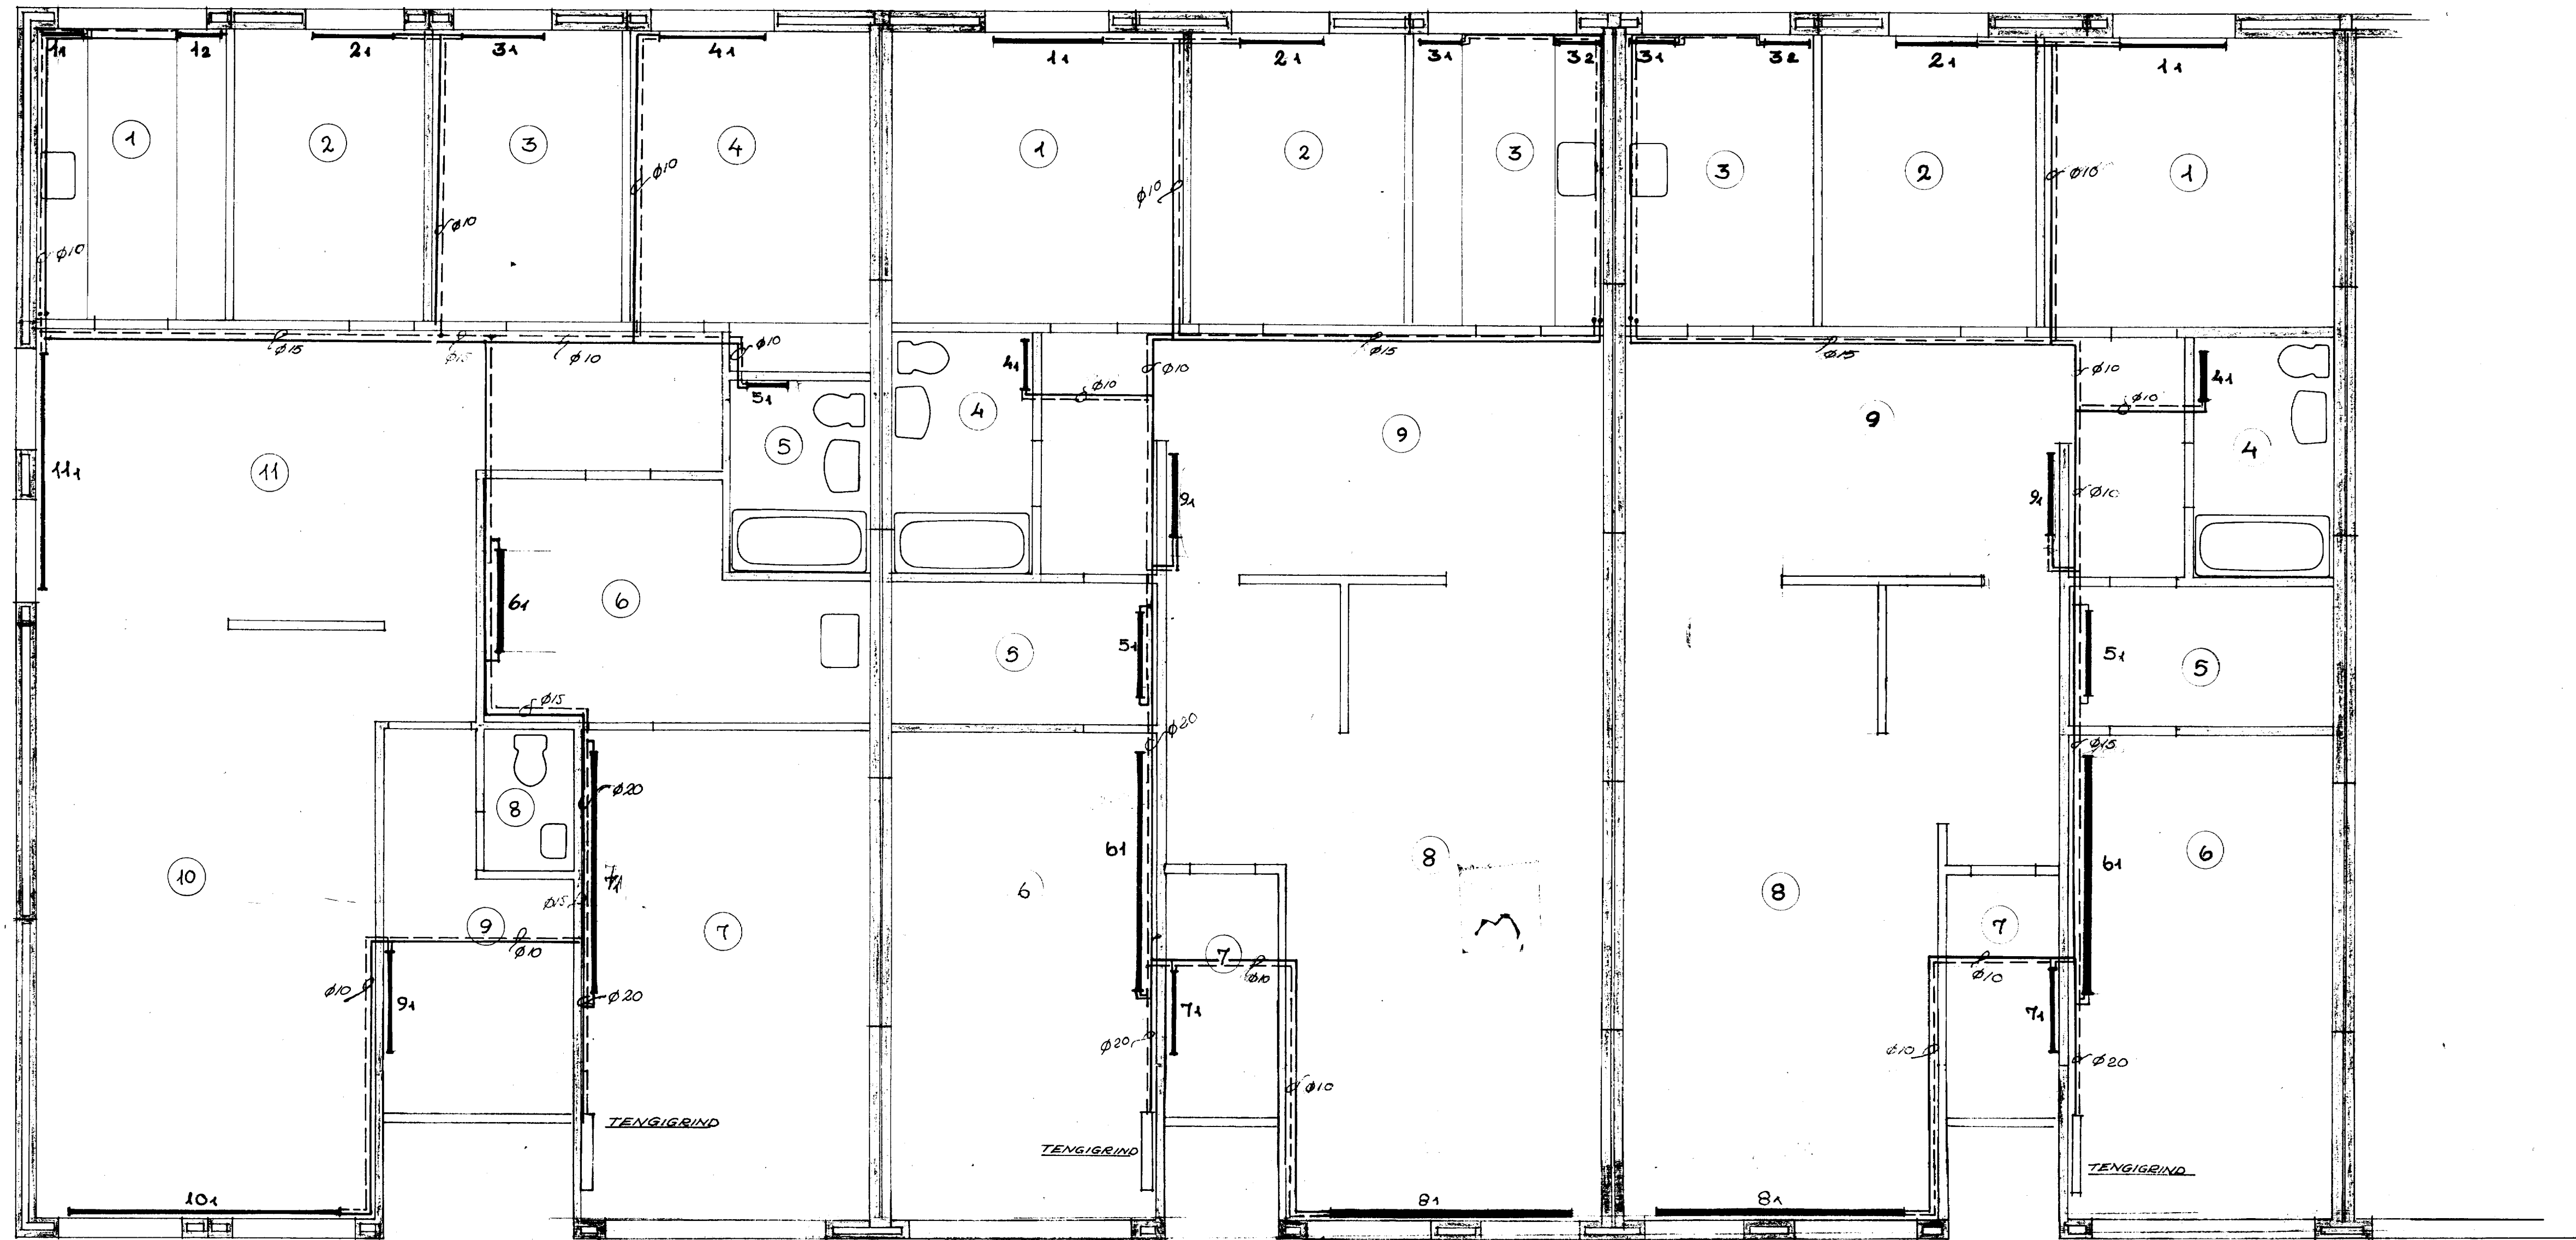 11 12 21 31 41 11 21 31 32 31 32 21 11
1 2 3 4 1 2 3 3 2 1
ø10 ø10 ø10 ø10 ø10
ø15 ø15 ø10 ø10 ø10 ø15 ø15 ø10
51 41 ø10 ø10 41
11 5 4 9 9 4
111 91 91 ø10
61 6 5 51 51 5
ø15 ø20 ø15
8 ø20
10 71 61 8 8 61 6
ø15
9 7 6 7 7
ø10 ø10 ø10
ø10 91 ø20 71 71
ø20 ø10 ø10 ø20
TENGIGRIND
TENGIGRIND
TENGIGRIND
101 81 81